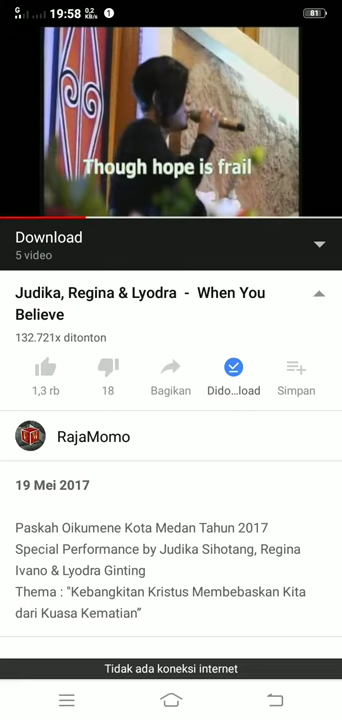 G
19:58
0,2
KB/s
1
81
Though hope is frail
Download
5 video
Judika, Regina & Lyodra - When You
Believe
132.721x ditonton
1,3 rb
18
Bagikan
Dido...load
Simpan
RajaMomo
19 Mei 2017
Paskah Oikumene Kota Medan Tahun 2017
Special Performance by Judika Sihotang, Regina
Ivano & Lyodra Ginting
Thema : "Kebangkitan Kristus Membebaskan Kita
dari Kuasa Kematian”
Tidak ada koneksi internet